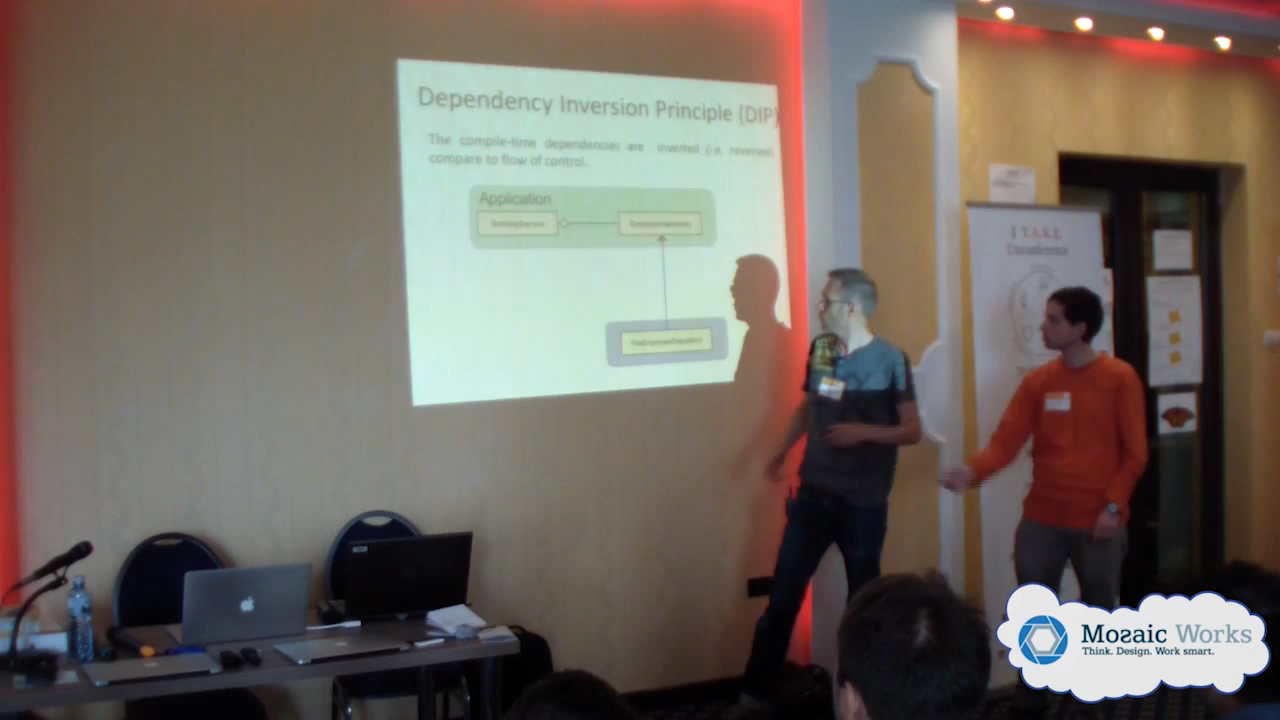 Dependency Inversion Principle (DIP)
The compile-time dependencies are inverted (i.e. reversed)
compare to flow of control.
Application
I T.A.K.E.
Unconference
Mozaic Works
Think. Design. Work smart.